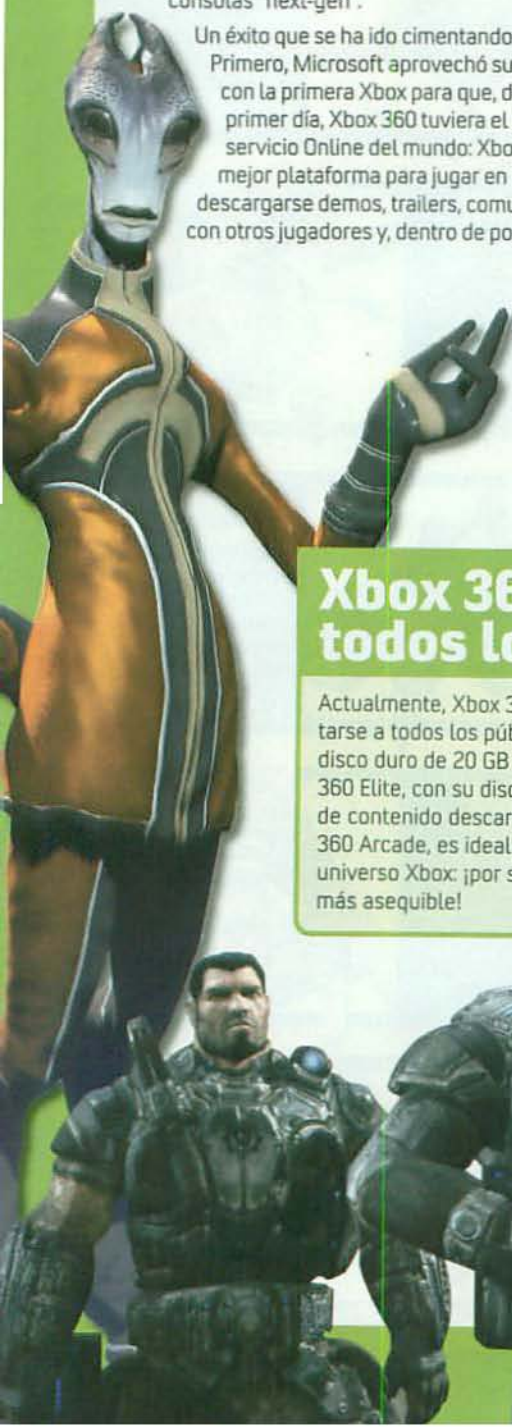 consolas "next-gen".
Un éxito que se ha ido cimentando
Primero, Microsoft aprovechó su
con la primera Xbox para que, d
primer día, Xbox 360 tuviera el
servicio Online del mundo: Xbo
mejor plataforma para jugar en
descargarse demos, trailers, comu
con otros jugadores y, dentro de po
Xbox 36
todos lo
Actualmente, Xbox 3
tarse a todos los púb
disco duro de 20 GB
360 Elite, con su disc
de contenido descar
360 Arcade, es ideal
universo Xbox: ¡por s
más asequible!